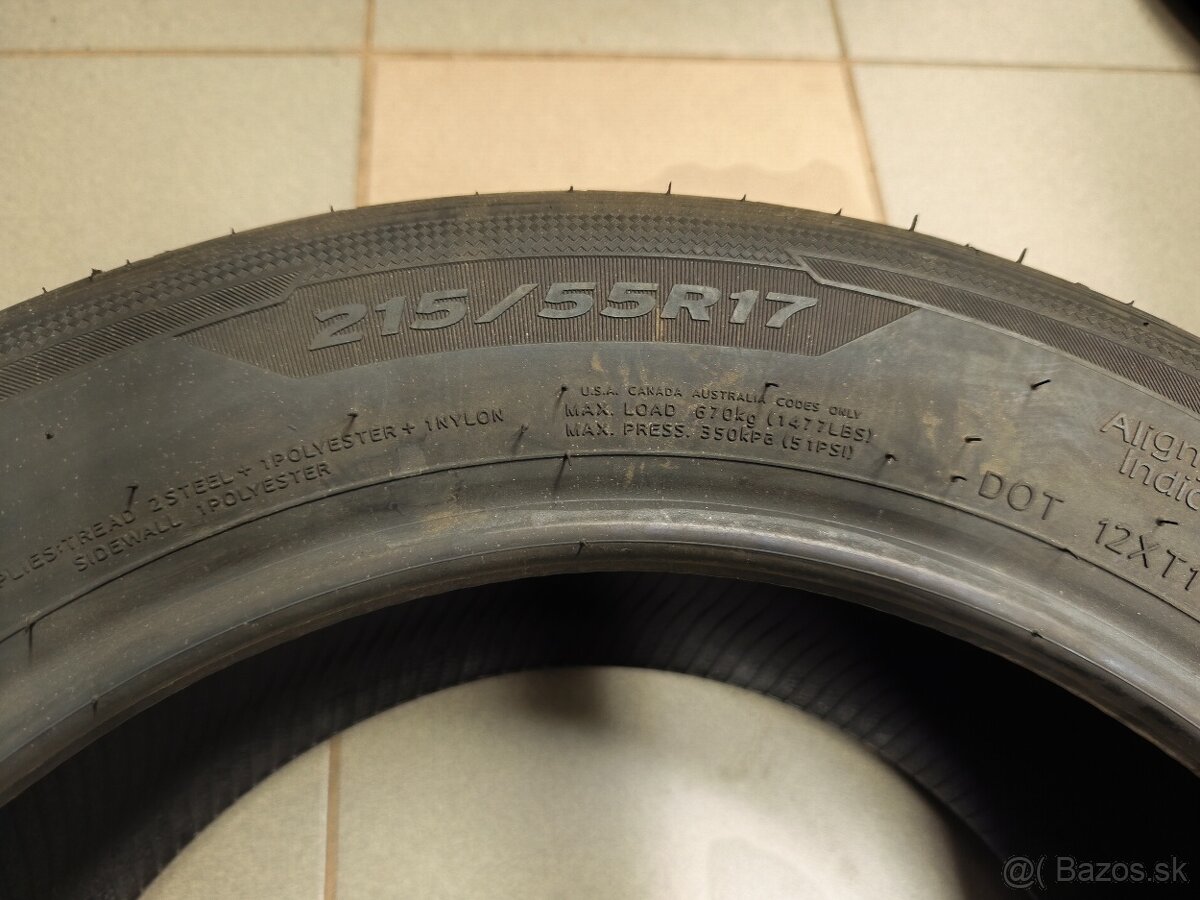 215/55R17
U.S.A. CANADA AUSTRALIA CODES ONLY
MAX. LOAD 670kg (1477LBS)
MAX. PRESS. 350kPa (51PSI)
PLIES:TREAD 2STEEL + 1POLYESTER + 1NYLON
SIDEWALL 1POLYESTER
DOT 12XT1
@( Bazos.sk